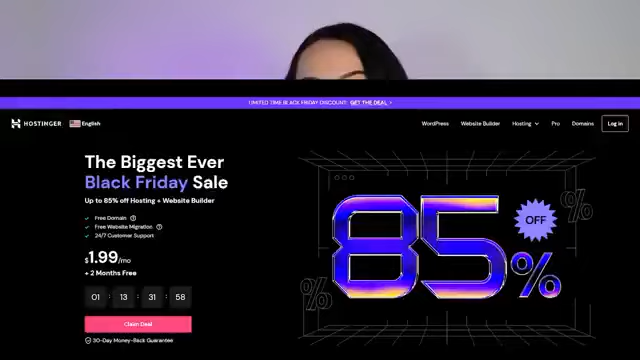 LIMITED TIME BLACK FRIDAY DISCOUNT: GET THE DEAL >
HOSTINGER English WordPress Website Builder Hosting Pro Domains Log in
The Biggest Ever
Black Friday Sale
Up to 85% off Hosting + Website Builder
Free Domain
Free Website Migration
24/7 Customer Support
$1.99/mo
+ 2 Months Free
01 : 13 : 31 : 58
Claim Deal
30-Day Money-Back Guarantee
85%
OFF
%
%